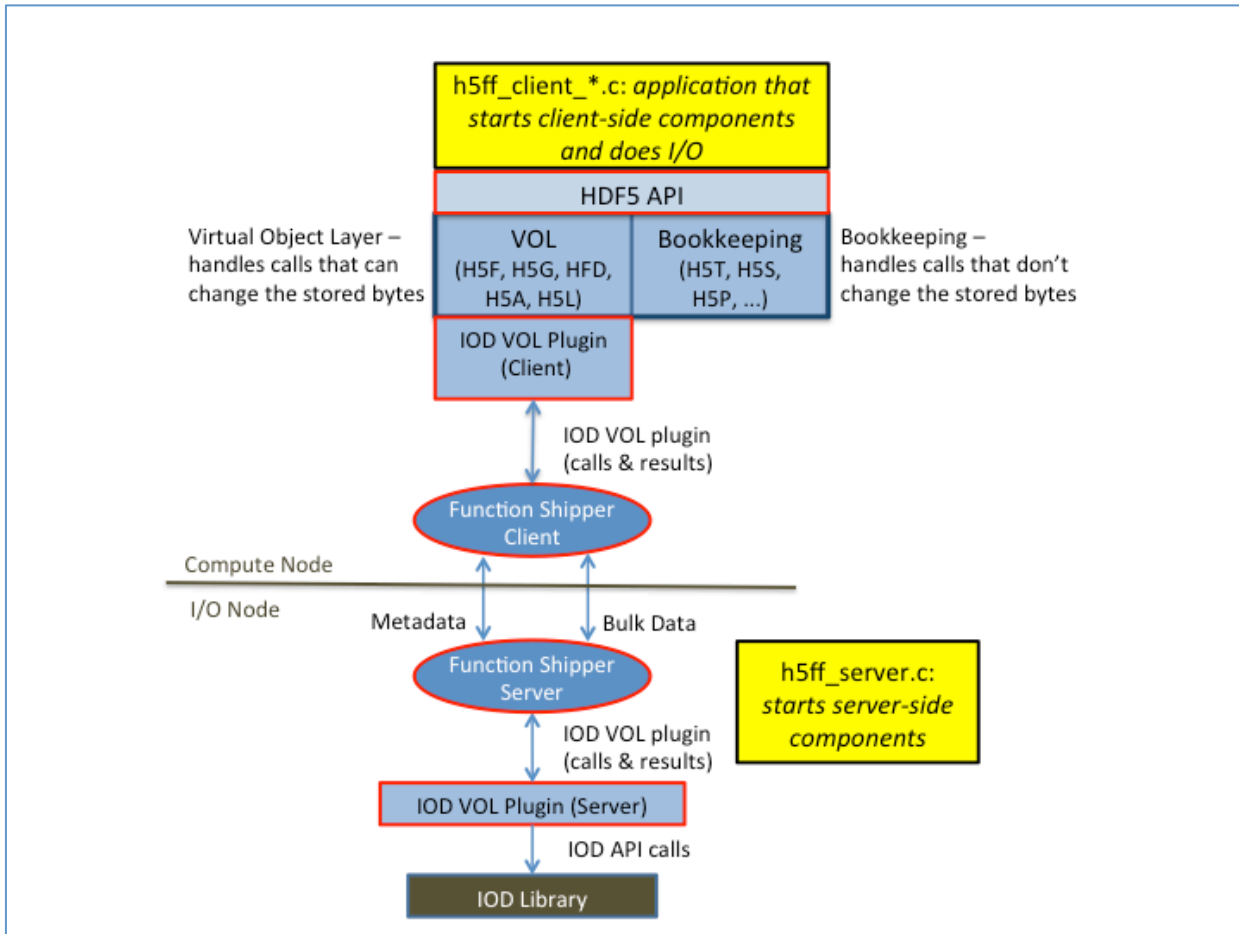 h5ff_client_*.c: application that
starts client-side components
and does I/O
HDF5 API
Virtual Object Layer –
handles calls that can
change the stored bytes
VOL
(H5F, H5G, HFD,
H5A, H5L)
Bookkeeping
(H5T, H5S,
H5P, ...)
Bookkeeping –
handles calls that don't
change the stored bytes
IOD VOL Plugin
(Client)
IOD VOL plugin
(calls & results)
Function Shipper
Client
Compute Node
I/O Node
Metadata
Bulk Data
Function Shipper
Server
h5ff_server.c:
starts server-side
components
IOD VOL plugin
(calls & results)
IOD VOL Plugin (Server)
IOD API calls
IOD Library